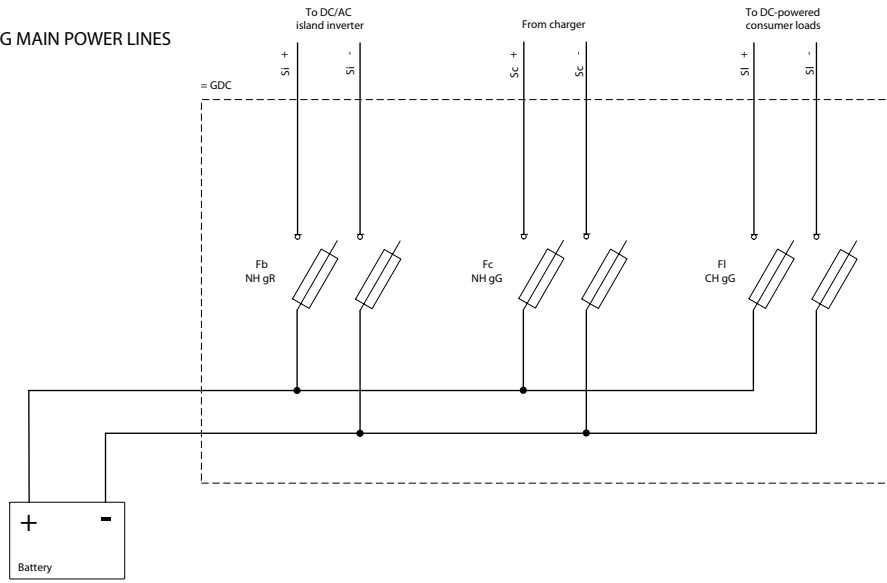 To DC/AC
island inverter
From charger
To DC-powered
consumer loads
G MAIN POWER LINES
Si +
Si -
Sc +
Sc -
Sl +
Sl -
= GDC
Fb
NH gR
Fc
NH gG
Fl
CH gG
+ -
Battery